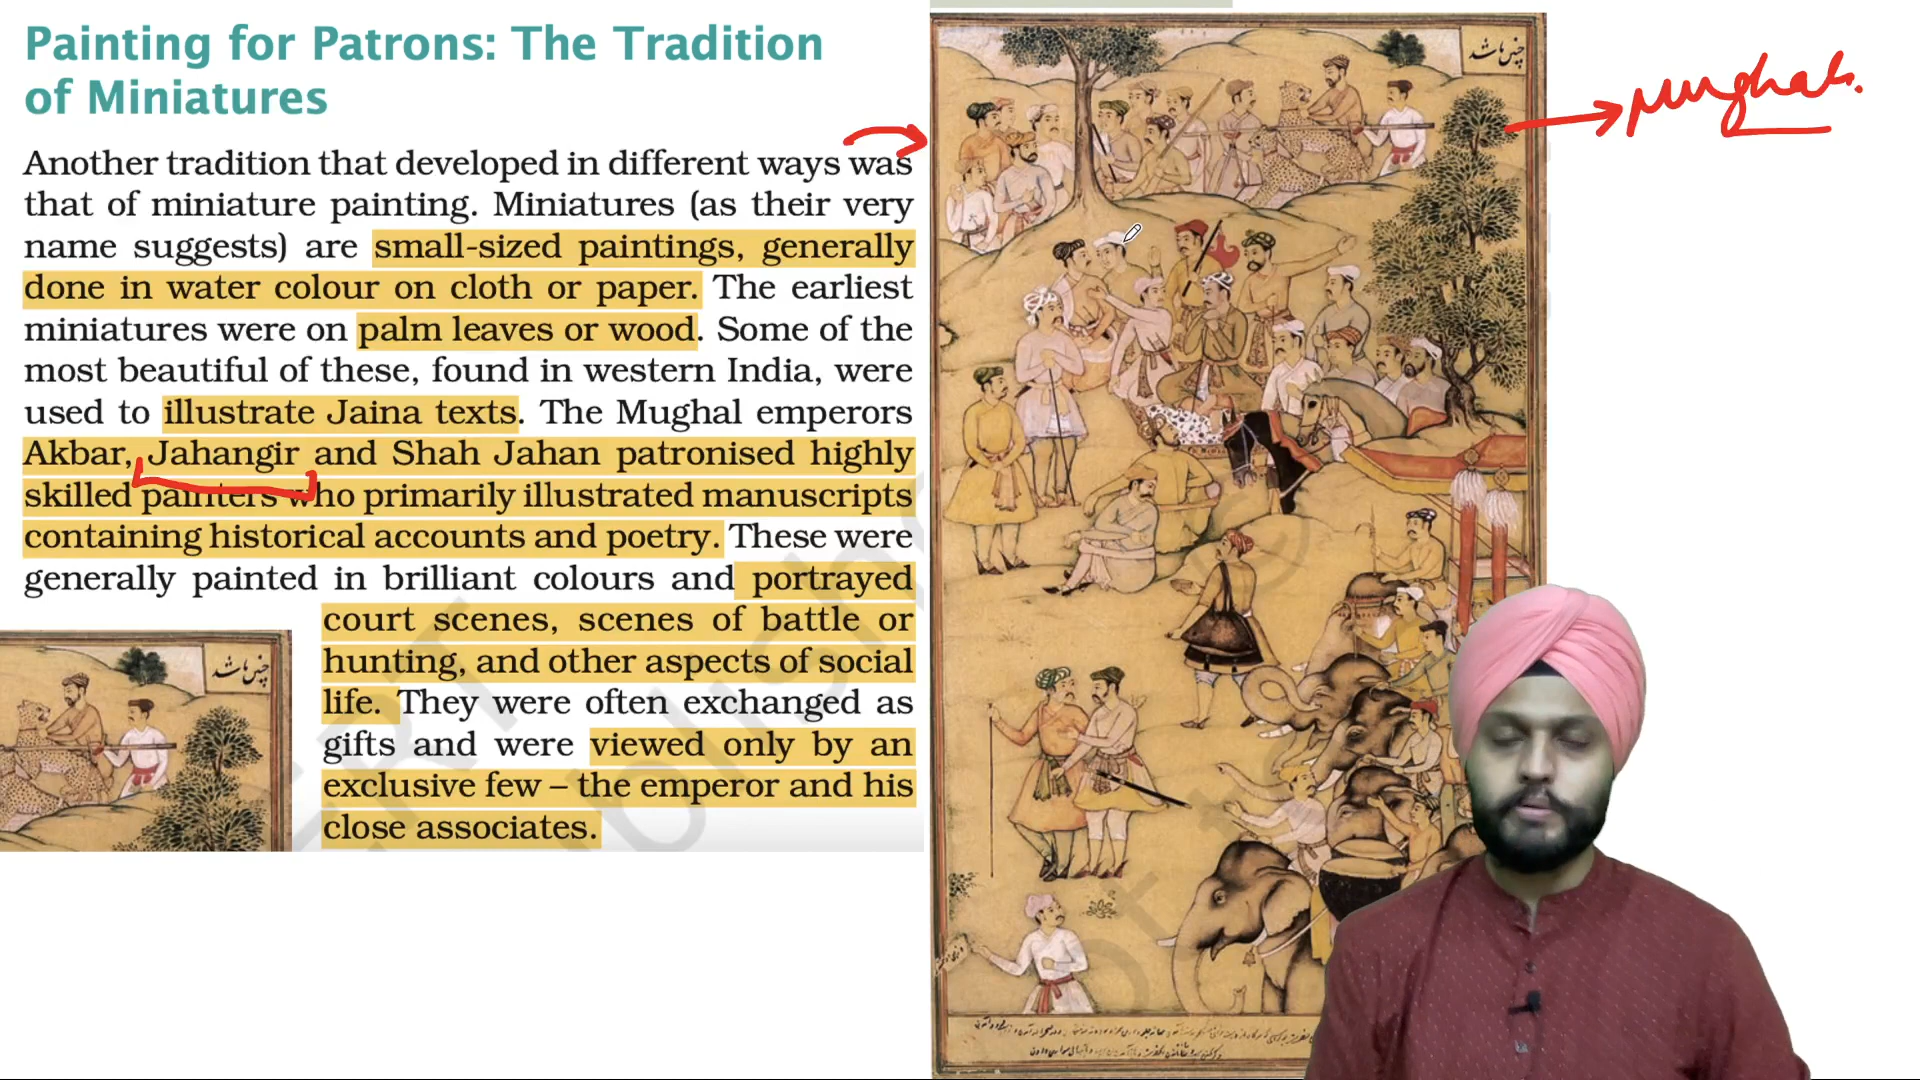 Painting for Patrons: The Tradition
of Miniatures
Another tradition that developed in different ways was
that of miniature painting. Miniatures (as their very
name suggests) are small-sized paintings, generally
done in water colour on cloth or paper. The earliest
miniatures were on palm leaves or wood. Some of the
most beautiful of these, found in western India, were
used to illustrate Jaina texts. The Mughal emperors
Akbar, Jahangir and Shah Jahan patronised highly
skilled painters who primarily illustrated manuscripts
containing historical accounts and poetry. These were
generally painted in brilliant colours and portrayed
court scenes, scenes of battle or
hunting, and other aspects of social
life. They were often exchanged as
gifts and were viewed only by an
exclusive few – the emperor and his
close associates.
Mughals.